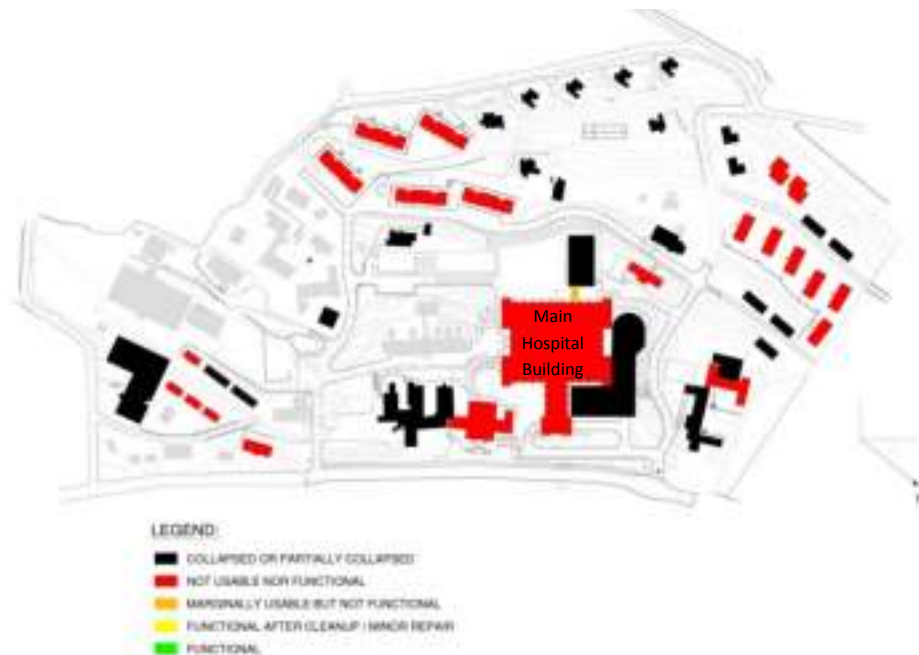 Main
Hospital
Building
LEGEND:
COLLAPSED OR PARTIALLY COLLAPSED
NOT USABLE NOR FUNCTIONAL
MARGINALLY USABLE BUT NOT FUNCTIONAL
FUNCTIONAL AFTER CLEANUP / MINOR REPAIR
FUNCTIONAL